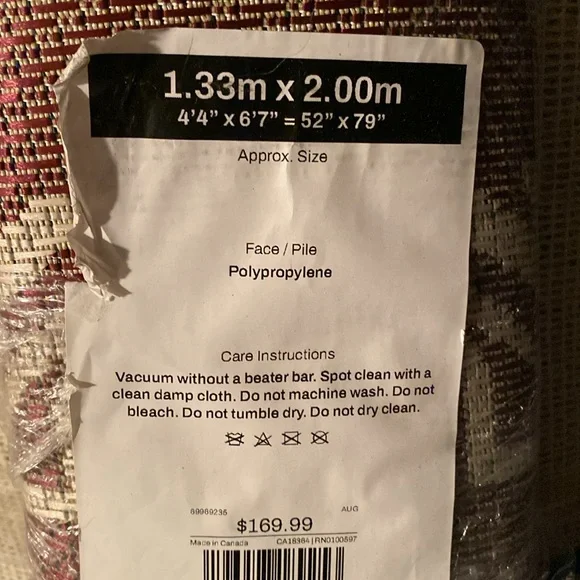 1.33m x 2.00m
4'4" x 6'7" = 52" x 79"
Approx. Size
Face / Pile
Polypropylene
Care Instructions
Vacuum without a beater bar. Spot clean with a
clean damp cloth. Do not machine wash. Do not
bleach. Do not tumble dry. Do not dry clean.
89969235 AUG
$169.99
Made in Canada CA18364 | RN0100597